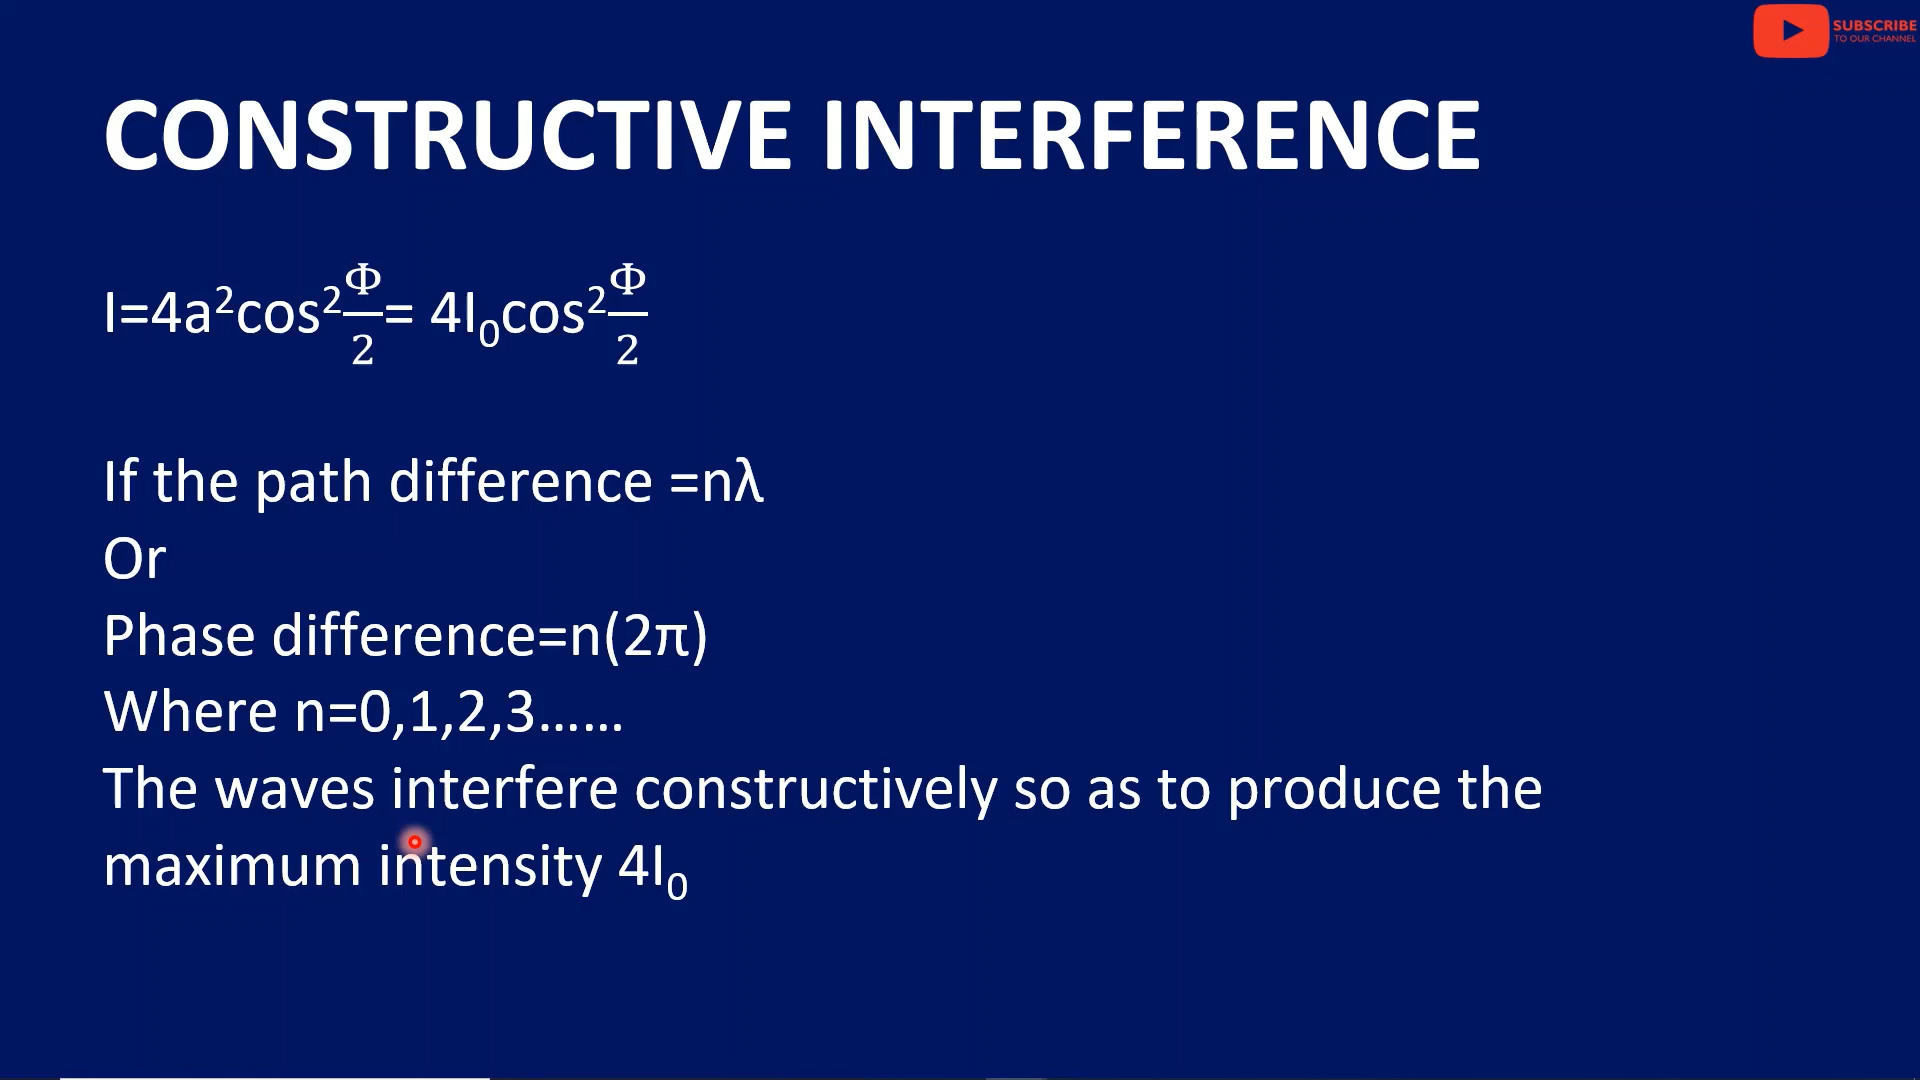 SUBSCRIBE
TO OUR CHANNEL
CONSTRUCTIVE INTERFERENCE
I=4a²cos²Φ/2= 4I₀cos²Φ/2
If the path difference =nλ
Or
Phase difference=n(2π)
Where n=0,1,2,3……
The waves interfere constructively so as to produce the
maximum intensity 4I₀